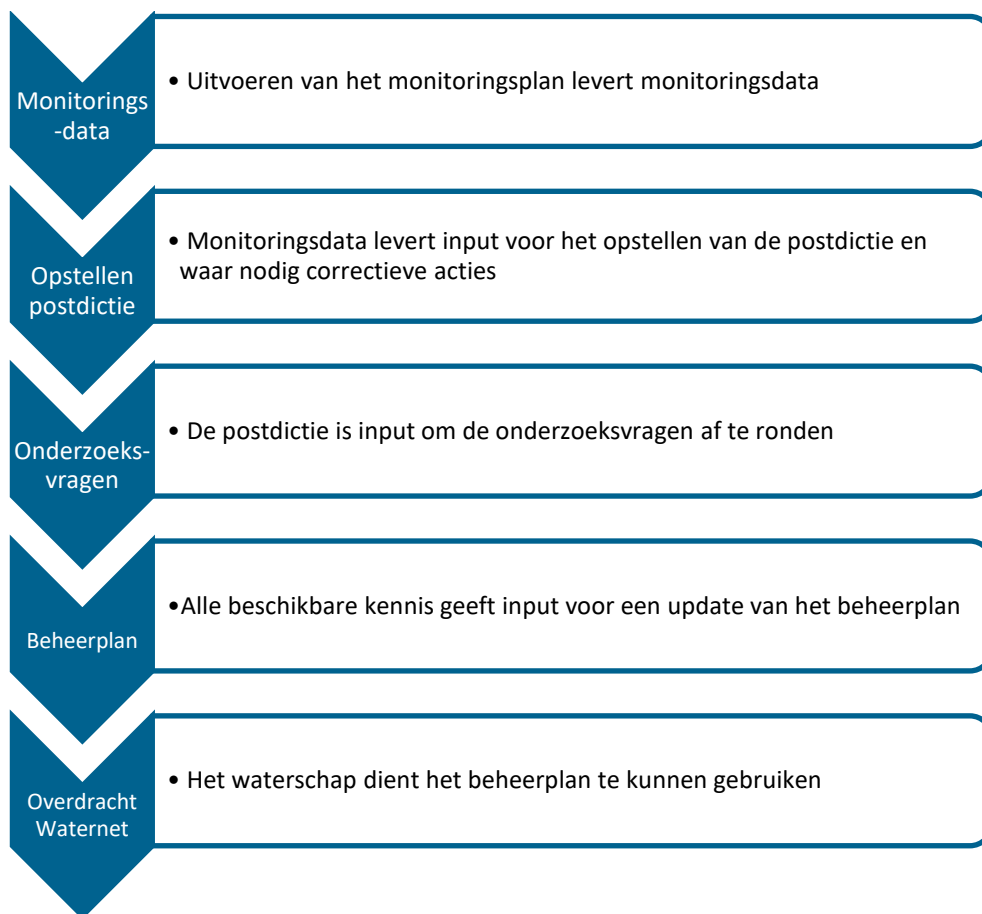 Monitorings
-data
• Uitvoeren van het monitoringsplan levert monitoringsdata
Opstellen
postdictie
• Monitoringsdata levert input voor het opstellen van de postdictie en
waar nodig correctieve acties
Onderzoeks-
vragen
• De postdictie is input om de onderzoeksvragen af te ronden
Beheerplan
•Alle beschikbare kennis geeft input voor een update van het beheerplan
Overdracht
Waternet
• Het waterschap dient het beheerplan te kunnen gebruiken